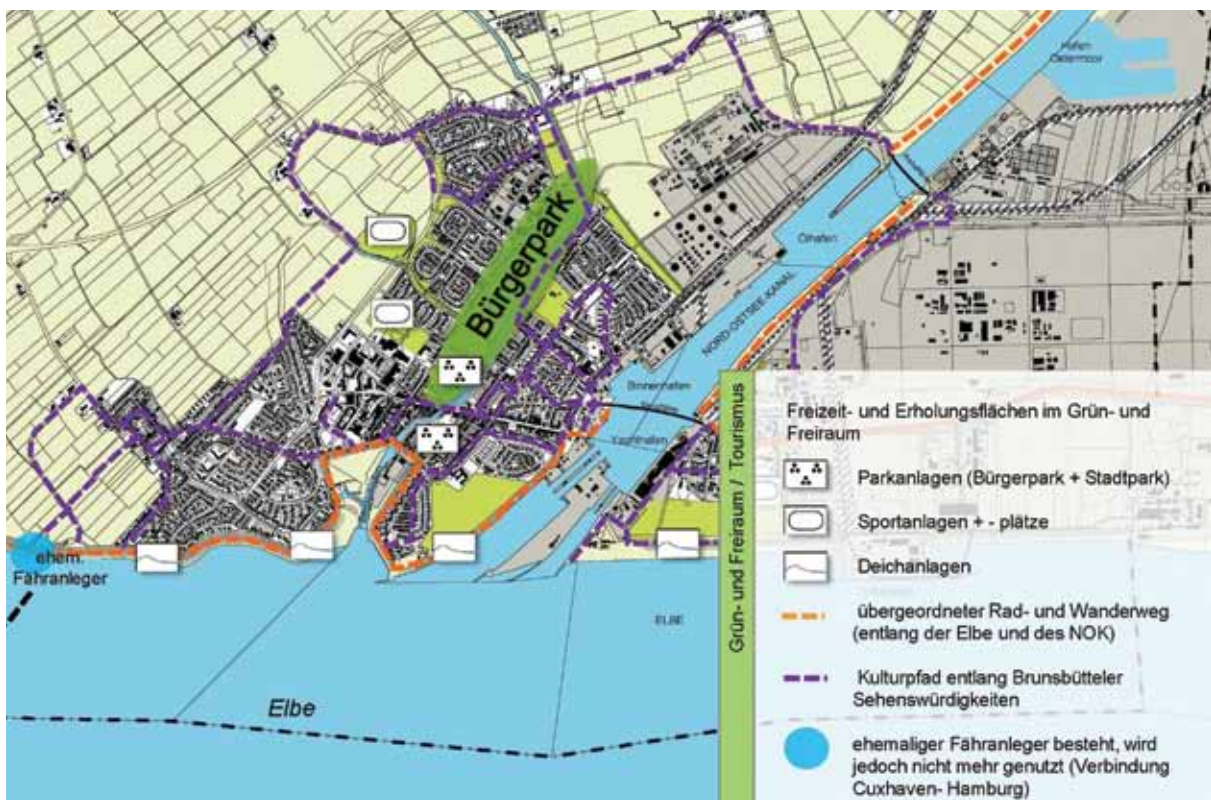 Hafen
Ostermoor
Bürgerpark
Ölhafen
NORD-OSTSEE-KANAL
Binnenhafen
ehem.
Fähranleger
ELBE
Elbe
Grün- und Freiraum / Tourismus
Freizeit- und Erholungsflächen im Grün- und
Freiraum
Parkanlagen (Bürgerpark + Stadtpark)
Sportanlagen + - plätze
Deichanlagen
übergeordneter Rad- und Wanderweg
(entlang der Elbe und des NOK)
Kulturpfad entlang Brunsbütteler
Sehenswürdigkeiten
ehemaliger Fähranleger besteht, wird
jedoch nicht mehr genutzt (Verbindung
Cuxhaven- Hamburg)